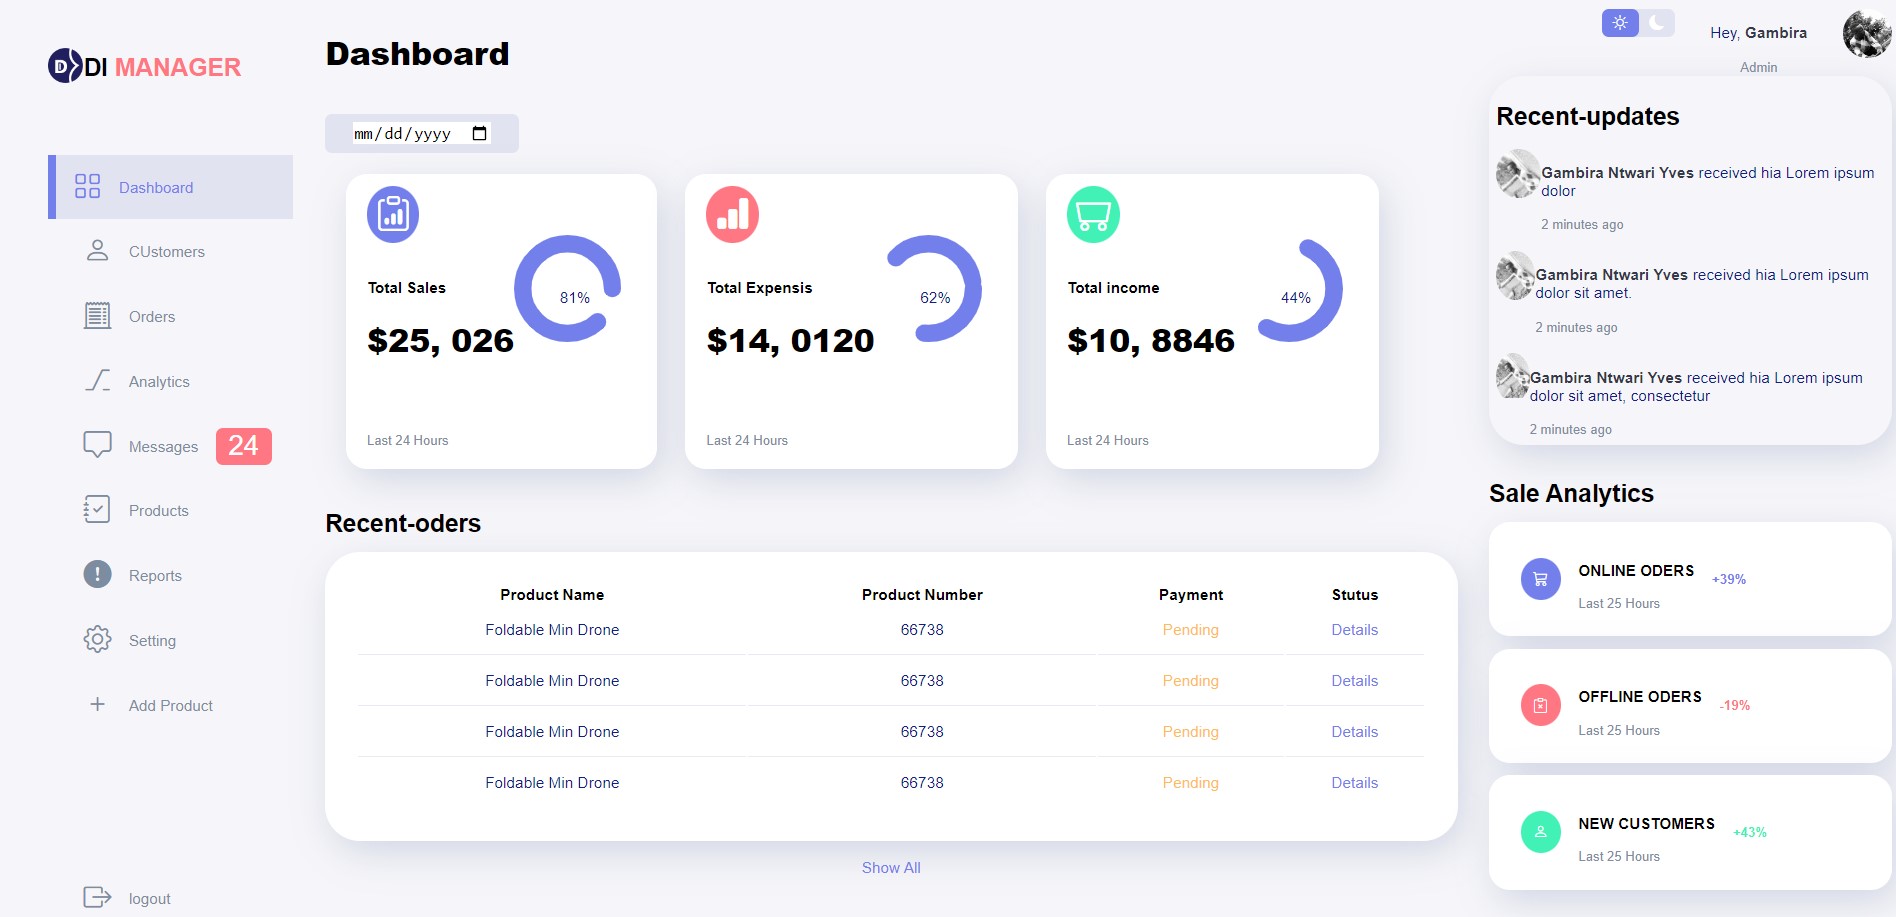 D DI MANAGER
Dashboard
CUstomers
Orders
Analytics
Messages 24
Products
Reports
Setting
Add Product
logout
Dashboard
mm/dd/yyyy
Total Sales
$25, 026
81%
Last 24 Hours
Total Expensis
$14, 0120
62%
Last 24 Hours
Total income
$10, 8846
44%
Last 24 Hours
Recent-oders
Product Name Product Number Payment Stutus
Foldable Min Drone 66738 Pending Details
Foldable Min Drone 66738 Pending Details
Foldable Min Drone 66738 Pending Details
Foldable Min Drone 66738 Pending Details
Show All
Hey, Gambira
Admin
Recent-updates
Gambira Ntwari Yves received hia Lorem ipsum
dolor
2 minutes ago
Gambira Ntwari Yves received hia Lorem ipsum
dolor sit amet.
2 minutes ago
Gambira Ntwari Yves received hia Lorem ipsum
dolor sit amet, consectetur
2 minutes ago
Sale Analytics
ONLINE ODERS +39%
Last 25 Hours
OFFLINE ODERS -19%
Last 25 Hours
NEW CUSTOMERS +43%
Last 25 Hours